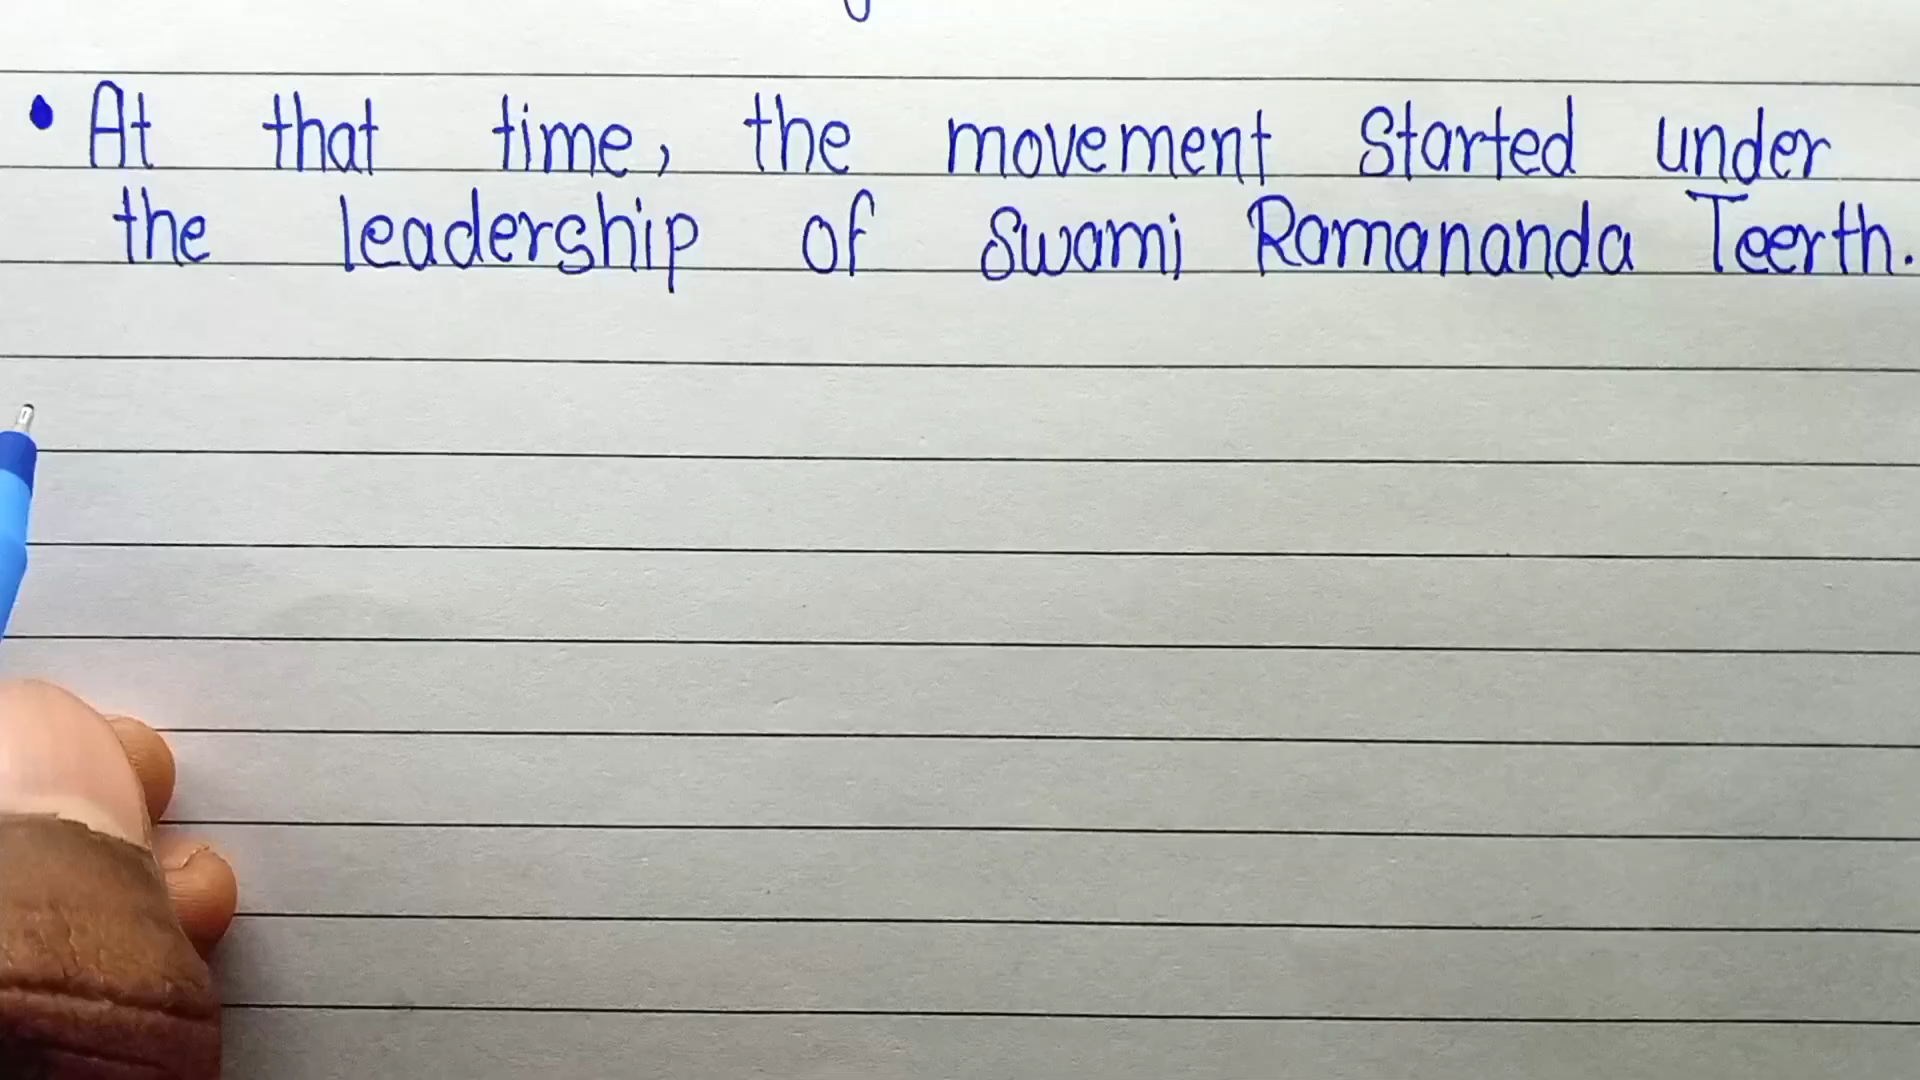 • At that time, the movement started under
the leadership of Swami Ramananda Teerth.